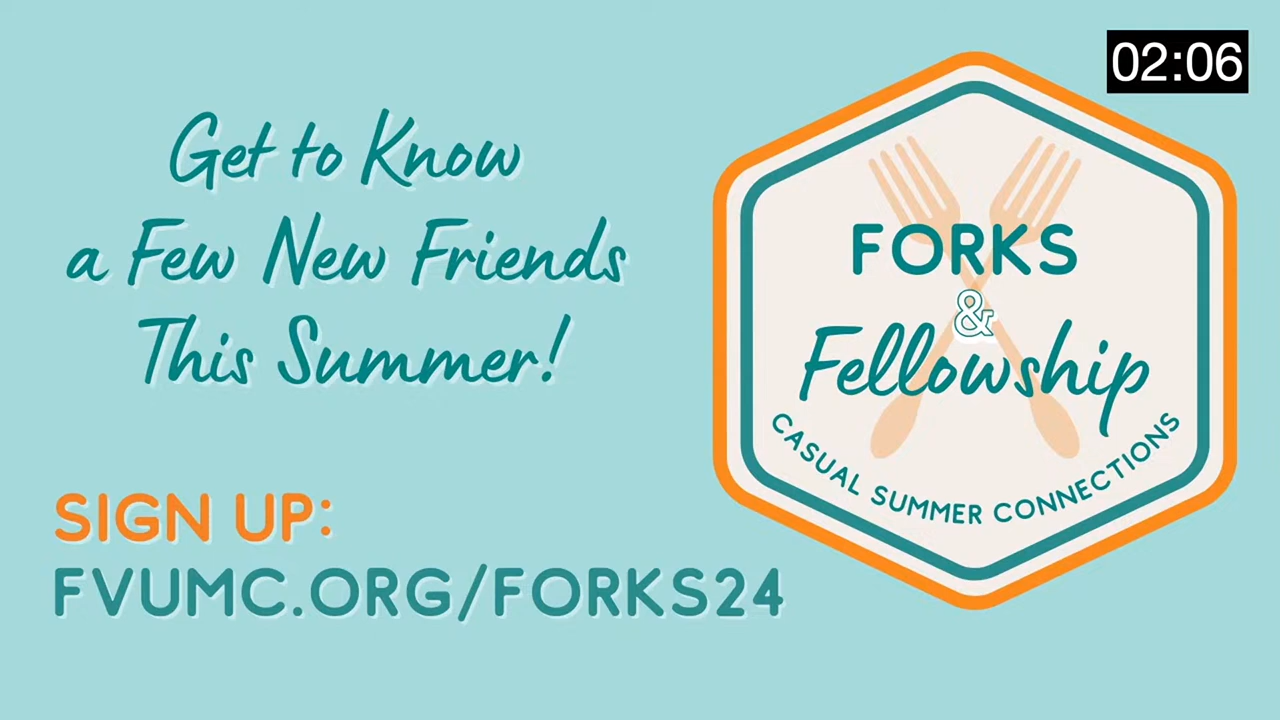 02:06
Get to Know
a Few New Friends
This Summer!
FORKS
&
Fellowship
CASUAL SUMMER CONNECTIONS
SIGN UP:
FVUMC.ORG/FORKS24